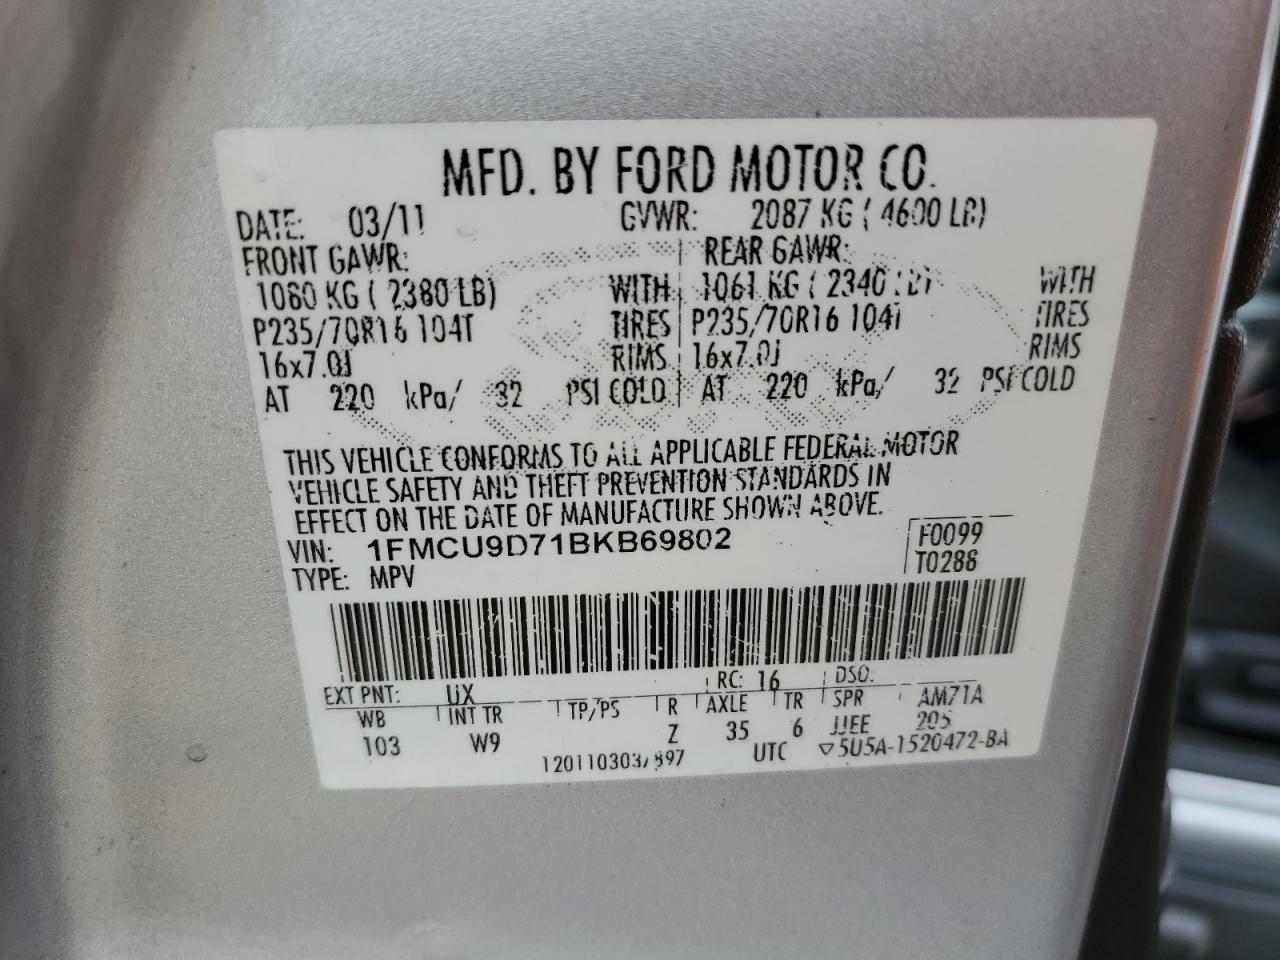 MFD. BY FORD MOTOR CO.
DATE: 03/11 GVWR: 2087 KG ( 4600 LB)
FRONT GAWR: REAR GAWR:
1080 KG ( 2380 LB) WITH 1061 KG ( 2340 LB) WITH
P235/70R16 104T TIRES P235/70R16 104T TIRES
16x7.0J RIMS 16x7.0J RIMS
AT 220 kPa/ 32 PSI COLD AT 220 kPa/ 32 PSI COLD
THIS VEHICLE CONFORMS TO ALL APPLICABLE FEDERAL MOTOR
VEHICLE SAFETY AND THEFT PREVENTION STANDARDS IN
EFFECT ON THE DATE OF MANUFACTURE SHOWN ABOVE.
VIN: 1FMCU9D71BKB69802 F0099
TYPE: MPV T0288
EXT PNT: UX RC: 16 DSO:
WB INT TR TP/PS R AXLE TR SPR AM71A
103 W9 Z 35 6 JJEE 205
UTC ▽5U5A-1520472-BA